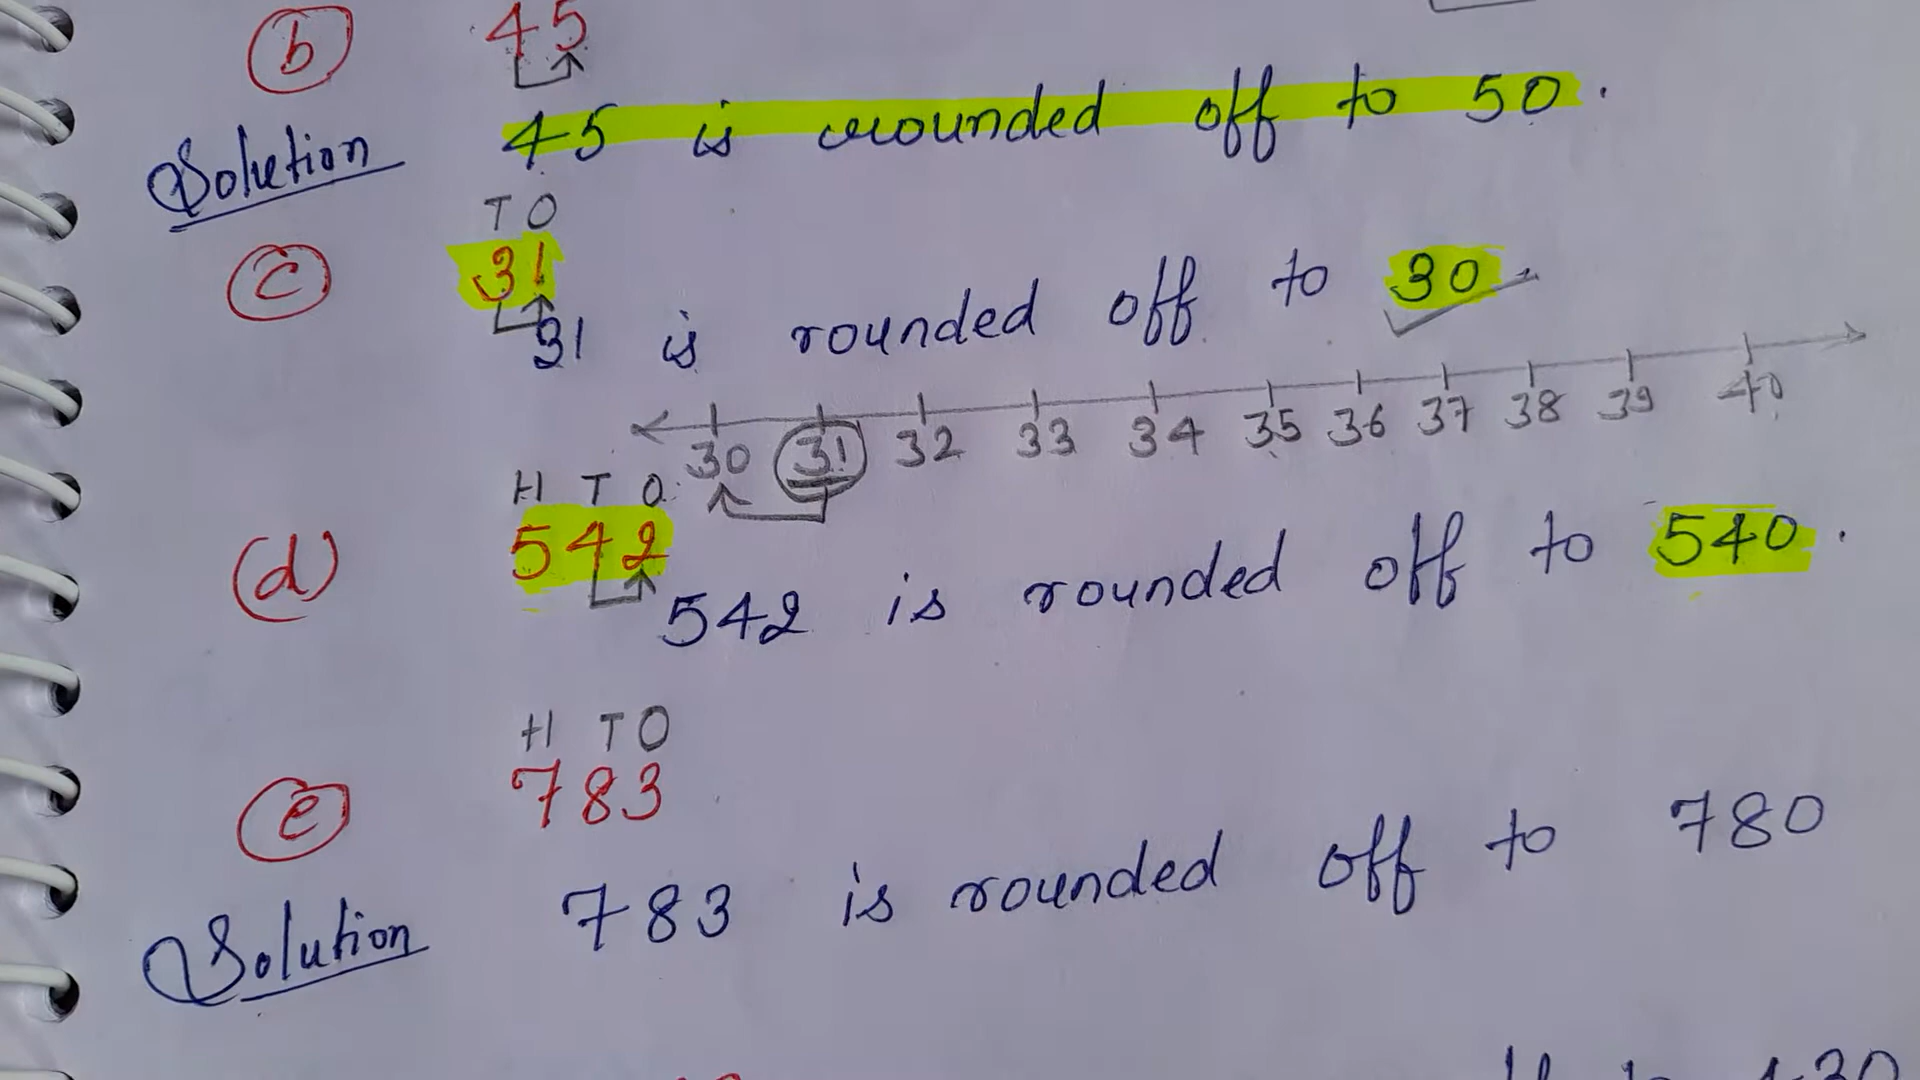 b 45
Solution 45 is rounded off to 50.
T O
c 31
31 is rounded off to 30.
30 31 32 33 34 35 36 37 38 39 40
H T O
(d) 542
542 is rounded off to 540.
H T O
e 783
Solution 783 is rounded off to 780